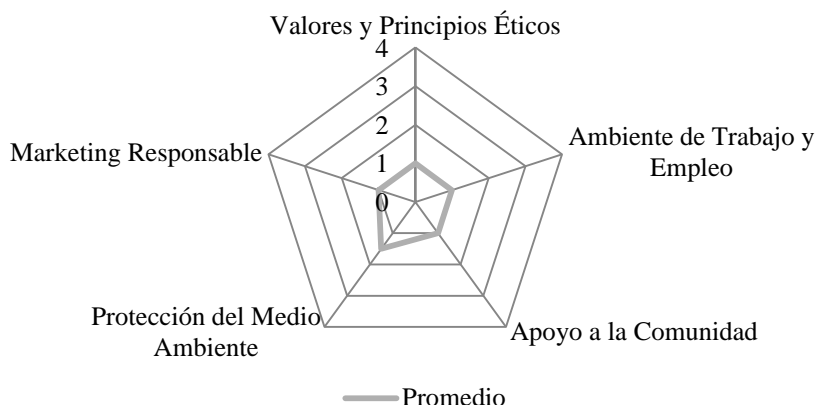 Valores y Principios Éticos
4
3
2
1
0
Ambiente de Trabajo y
Empleo
Marketing Responsable
Protección del Medio
Ambiente
Apoyo a la Comunidad
Promedio